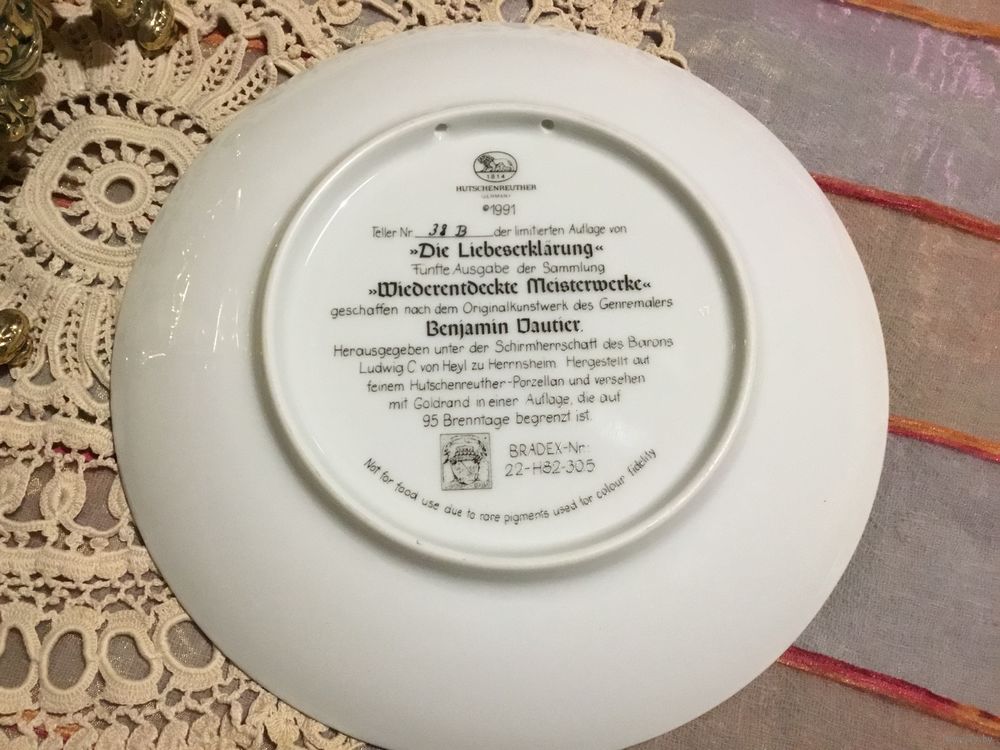 1814
HUTSCHENREUTHER
GERMANY
©1991
Teller Nr. 38 B der limitierten Auflage von
»Die Liebeserklärung«
Fünfte Ausgabe der Sammlung
»Wiederentdeckte Meisterwerke«
geschaffen nach dem Originalkunstwerk des Genremalers
Benjamin Vautier.
Herausgegeben unter der Schirmherrschaft des Barons
Ludwig C von Heyl zu Herrnsheim. Hergestellt aus
feinem Hutschenreuther-Porzellan und versehen
mit Goldrand in einer Auflage, die auf
95 Brenntage begrenzt ist.
BRADEX-Nr.:
22-H82-30.5
Not for food use due to rare pigments used for colour fidelity